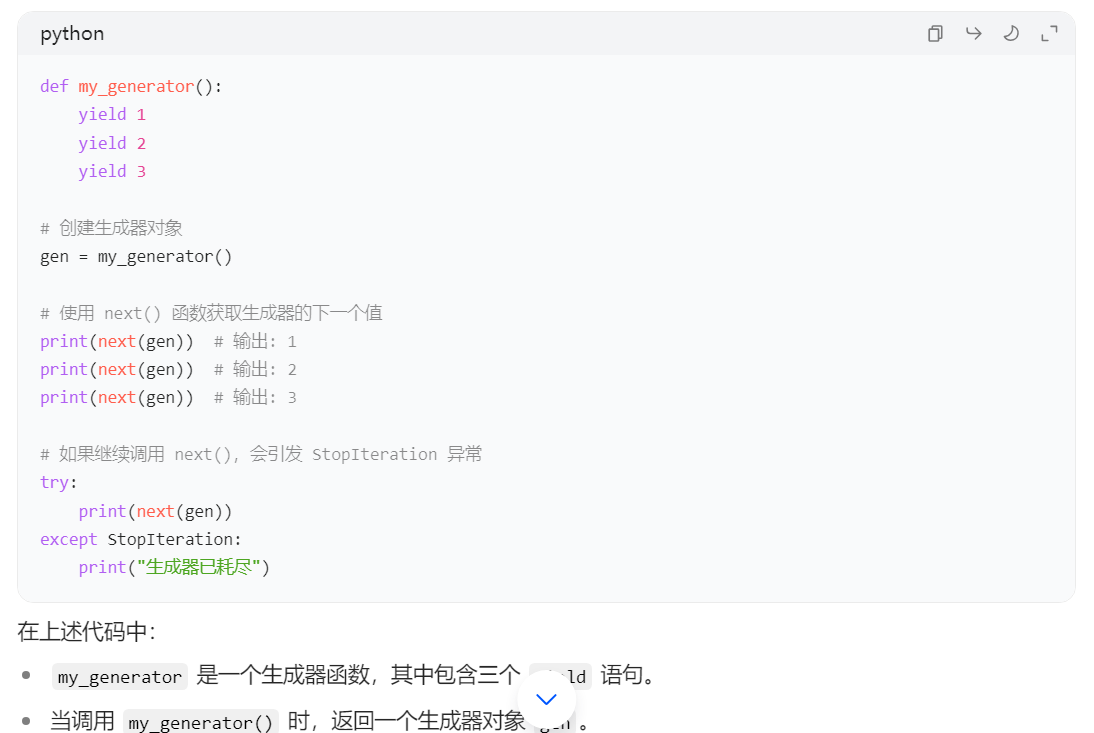 python
def my_generator():
    yield 1
    yield 2
    yield 3
# 创建生成器对象
gen = my_generator()
# 使用 next() 函数获取生成器的下一个值
print(next(gen))  # 输出: 1
print(next(gen))  # 输出: 2
print(next(gen))  # 输出: 3
# 如果继续调用 next()，会引发 StopIteration 异常
try:
    print(next(gen))
except StopIteration:
    print("生成器已耗尽")
在上述代码中：
• my_generator 是一个生成器函数，其中包含三个 语句。
• 当调用 my_generator() 时，返回一个生成器对象 。